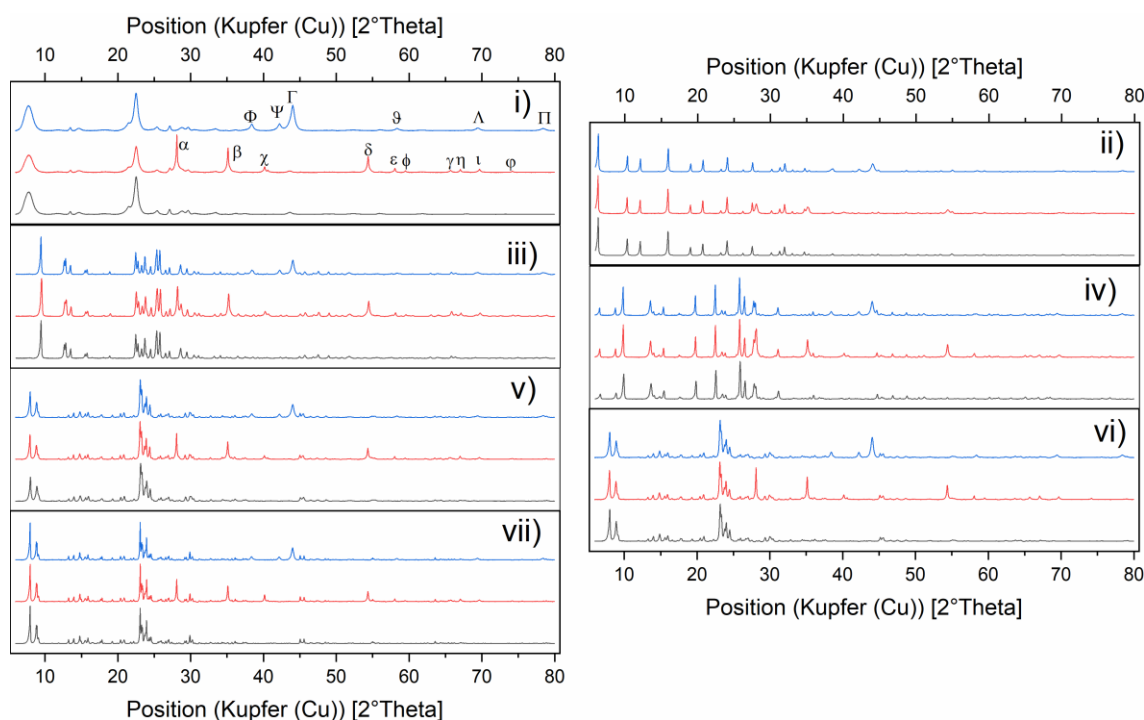 Position (Kupfer (Cu)) [2°Theta]
10 20 30 40 50 60 70 80
i)
Φ Ψ Γ ϑ Λ Π
α β χ δ ε ϕ γ η ι φ
iii)
v)
vii)
10 20 30 40 50 60 70 80
Position (Kupfer (Cu)) [2°Theta]
Position (Kupfer (Cu)) [2°Theta]
10 20 30 40 50 60 70 80
ii)
iv)
vi)
10 20 30 40 50 60 70 80
Position (Kupfer (Cu)) [2°Theta]